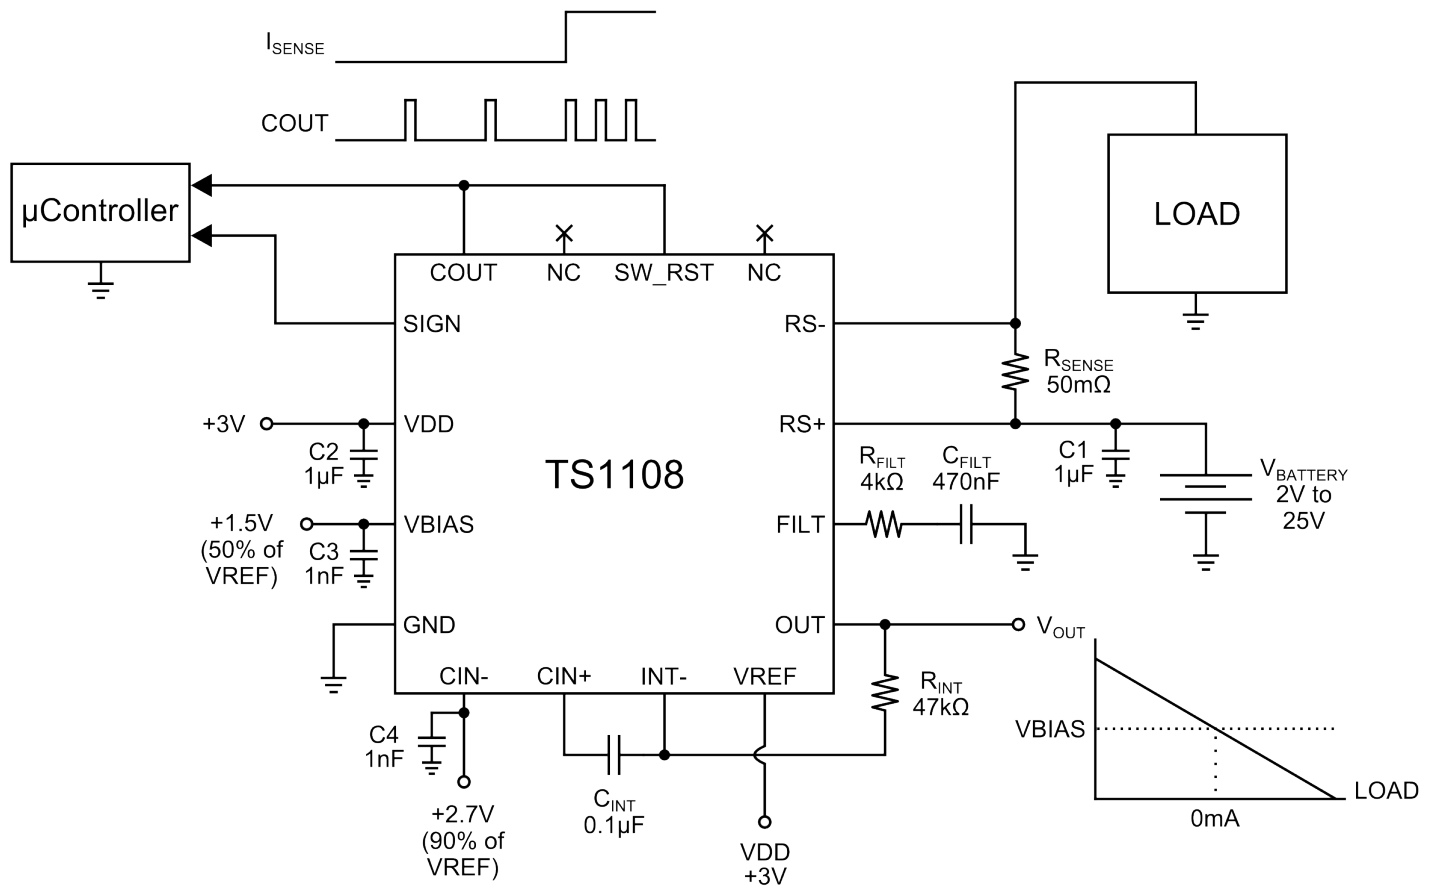 ISENSE
COUT
µController
LOAD
COUT
NC
SW_RST
NC
SIGN
RS-
RSENSE
50mΩ
+3V
VDD
RS+
C2
1µF
RFILT
4kΩ
CFILT
470nF
C1
1µF
VBATTERY
2V to
25V
TS1108
+1.5V
(50% of
VREF)
VBIAS
C3
1nF
FILT
GND
OUT
VOUT
CIN-
CIN+
INT-
VREF
RINT
47kΩ
C4
1nF
VBIAS
CINT
0.1µF
LOAD
0mA
+2.7V
(90% of
VREF)
VDD
+3V